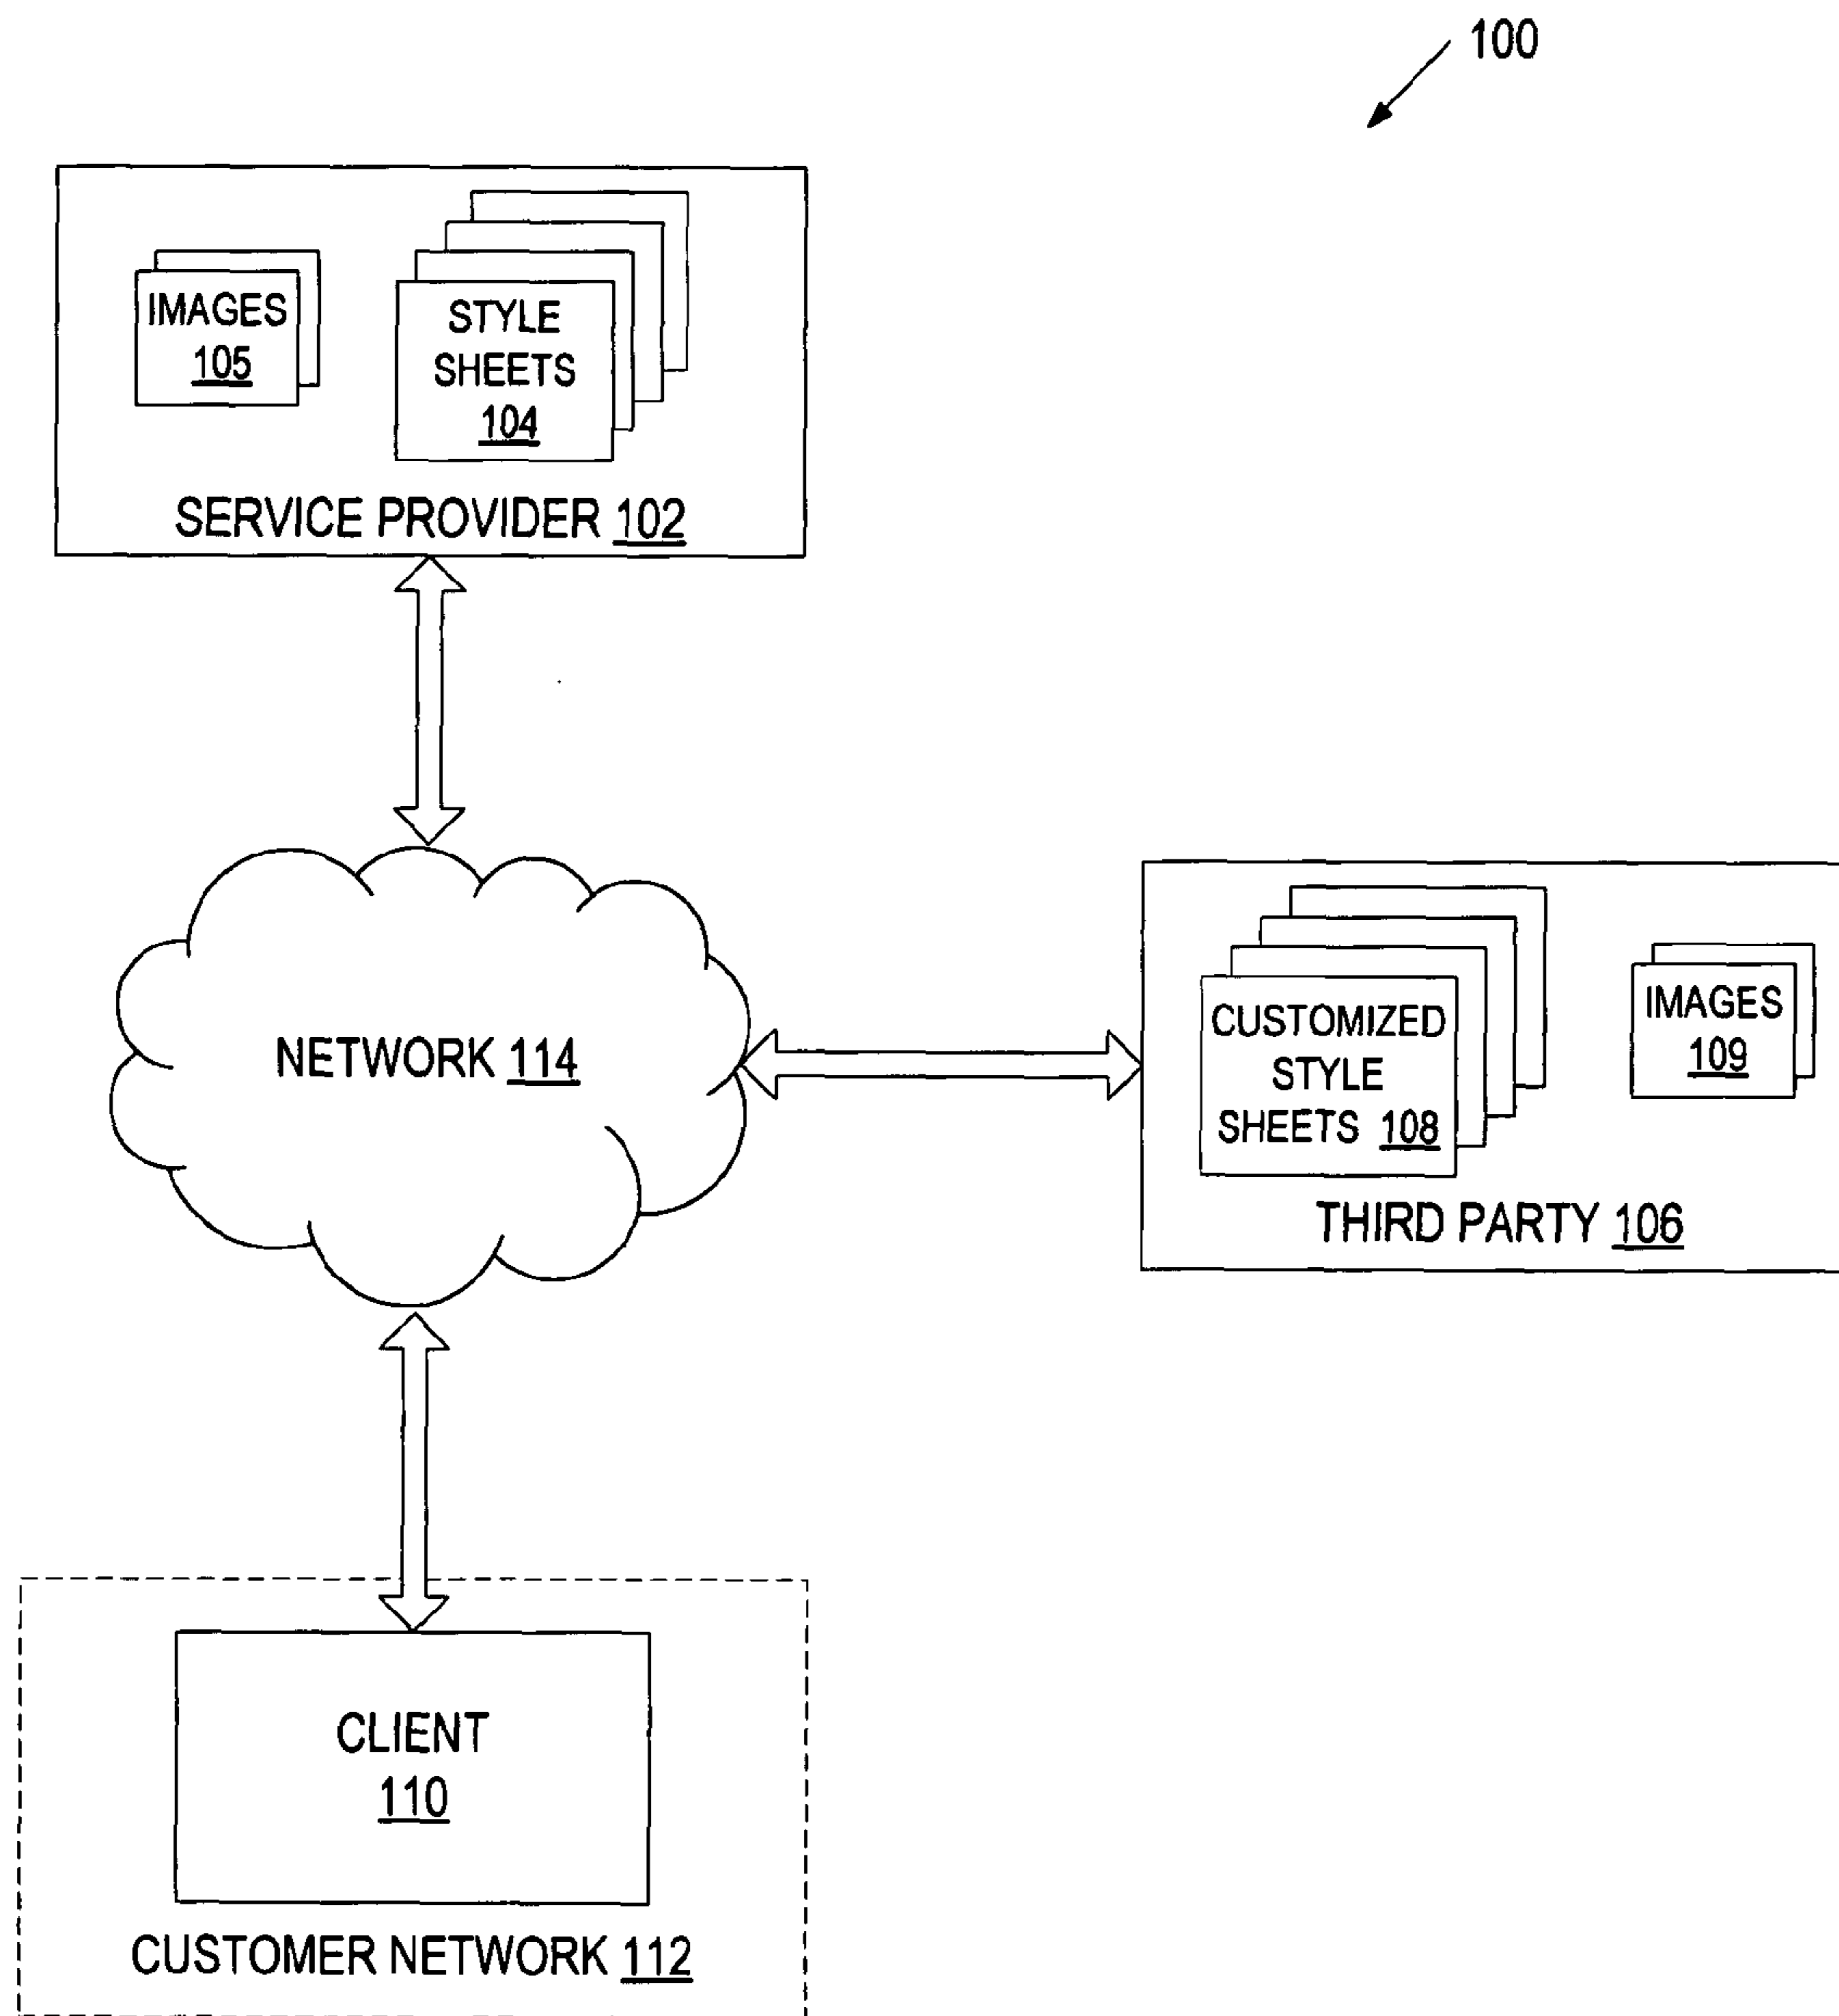 100
IMAGES
105
STYLE
SHEETS
104
SERVICE PROVIDER 102
NETWORK 114
CUSTOMIZED
STYLE
SHEETS 108
IMAGES
109
THIRD PARTY 106
CLIENT
110
CUSTOMER NETWORK 112